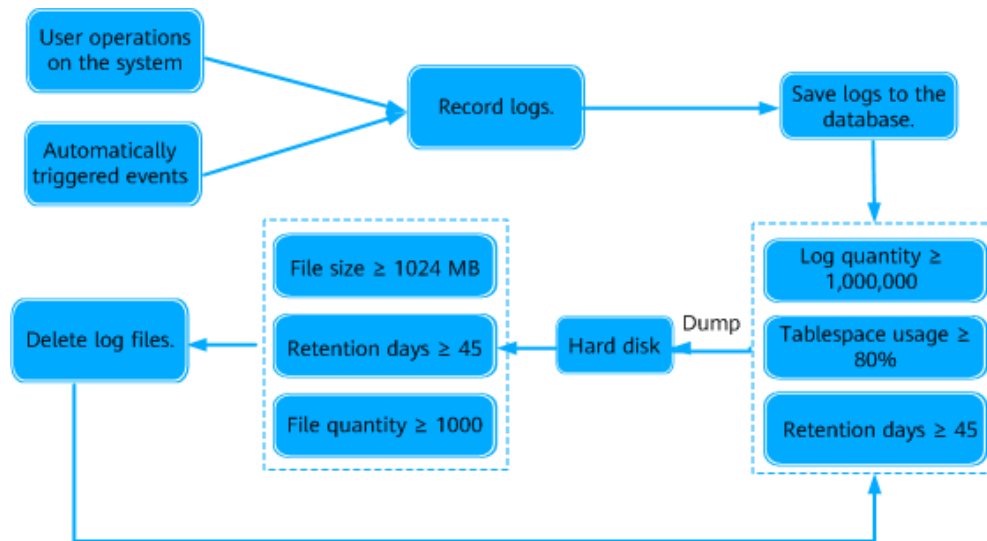 User operations
on the system
Automatically
triggered events
Record logs.
Save logs to the
database.
Log quantity ≥
1,000,000
Tablespace usage ≥
80%
Retention days ≥ 45
Dump
Hard disk
File size ≥ 1024 MB
Retention days ≥ 45
File quantity ≥ 1000
Delete log files.